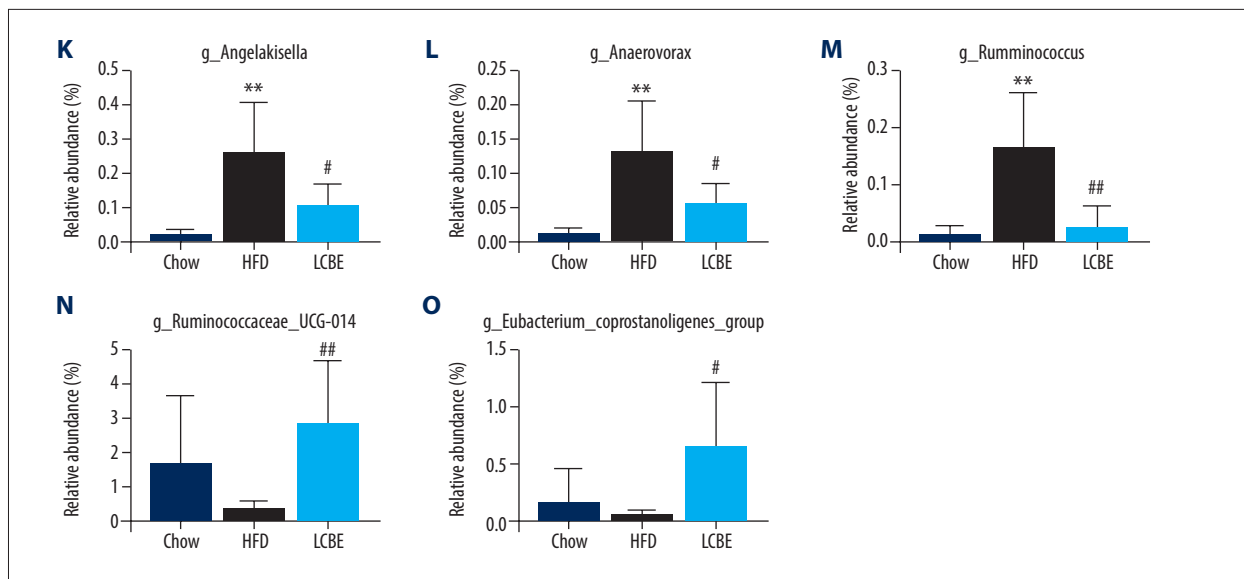 K
g_Angelakisella
Relative abundance (%)
0.5
0.4
0.3
0.2
0.1
0.0
**
#
Chow HFD LCBE
L
g_Anaerovorax
Relative abundance (%)
0.25
0.20
0.15
0.10
0.05
0.00
**
#
Chow HFD LCBE
M
g_Rumminococcus
Relative abundance (%)
0.3
0.2
0.1
0.0
**
##
Chow HFD LCBE
N
g_Ruminococcaceae_UCG-014
Relative abundance (%)
5
4
3
2
1
0
##
Chow HFD LCBE
O
g_Eubacterium_coprostanoligenes_group
Relative abundance (%)
1.5
1.0
0.5
0.0
#
Chow HFD LCBE